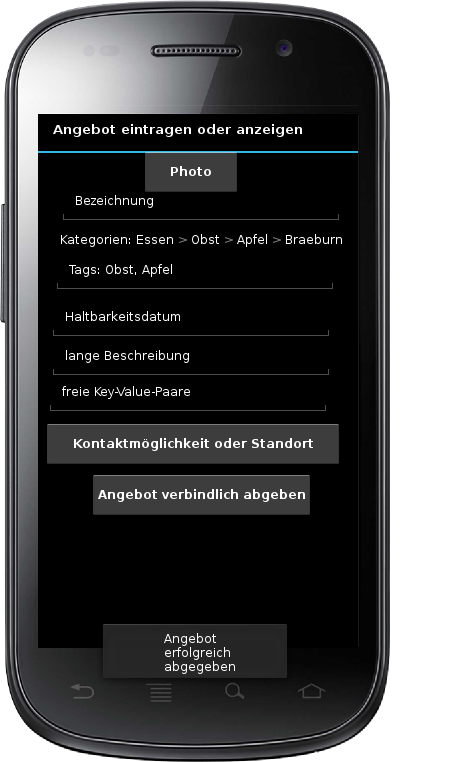 Angebot eintragen oder anzeigen
Photo
Bezeichnung
Kategorien: Essen > Obst > Apfel > Braeburn
Tags: Obst, Apfel
Haltbarkeitsdatum
lange Beschreibung
freie Key-Value-Paare
Kontaktmöglichkeit oder Standort
Angebot verbindlich abgeben
Angebot
erfolgreich
abgegeben